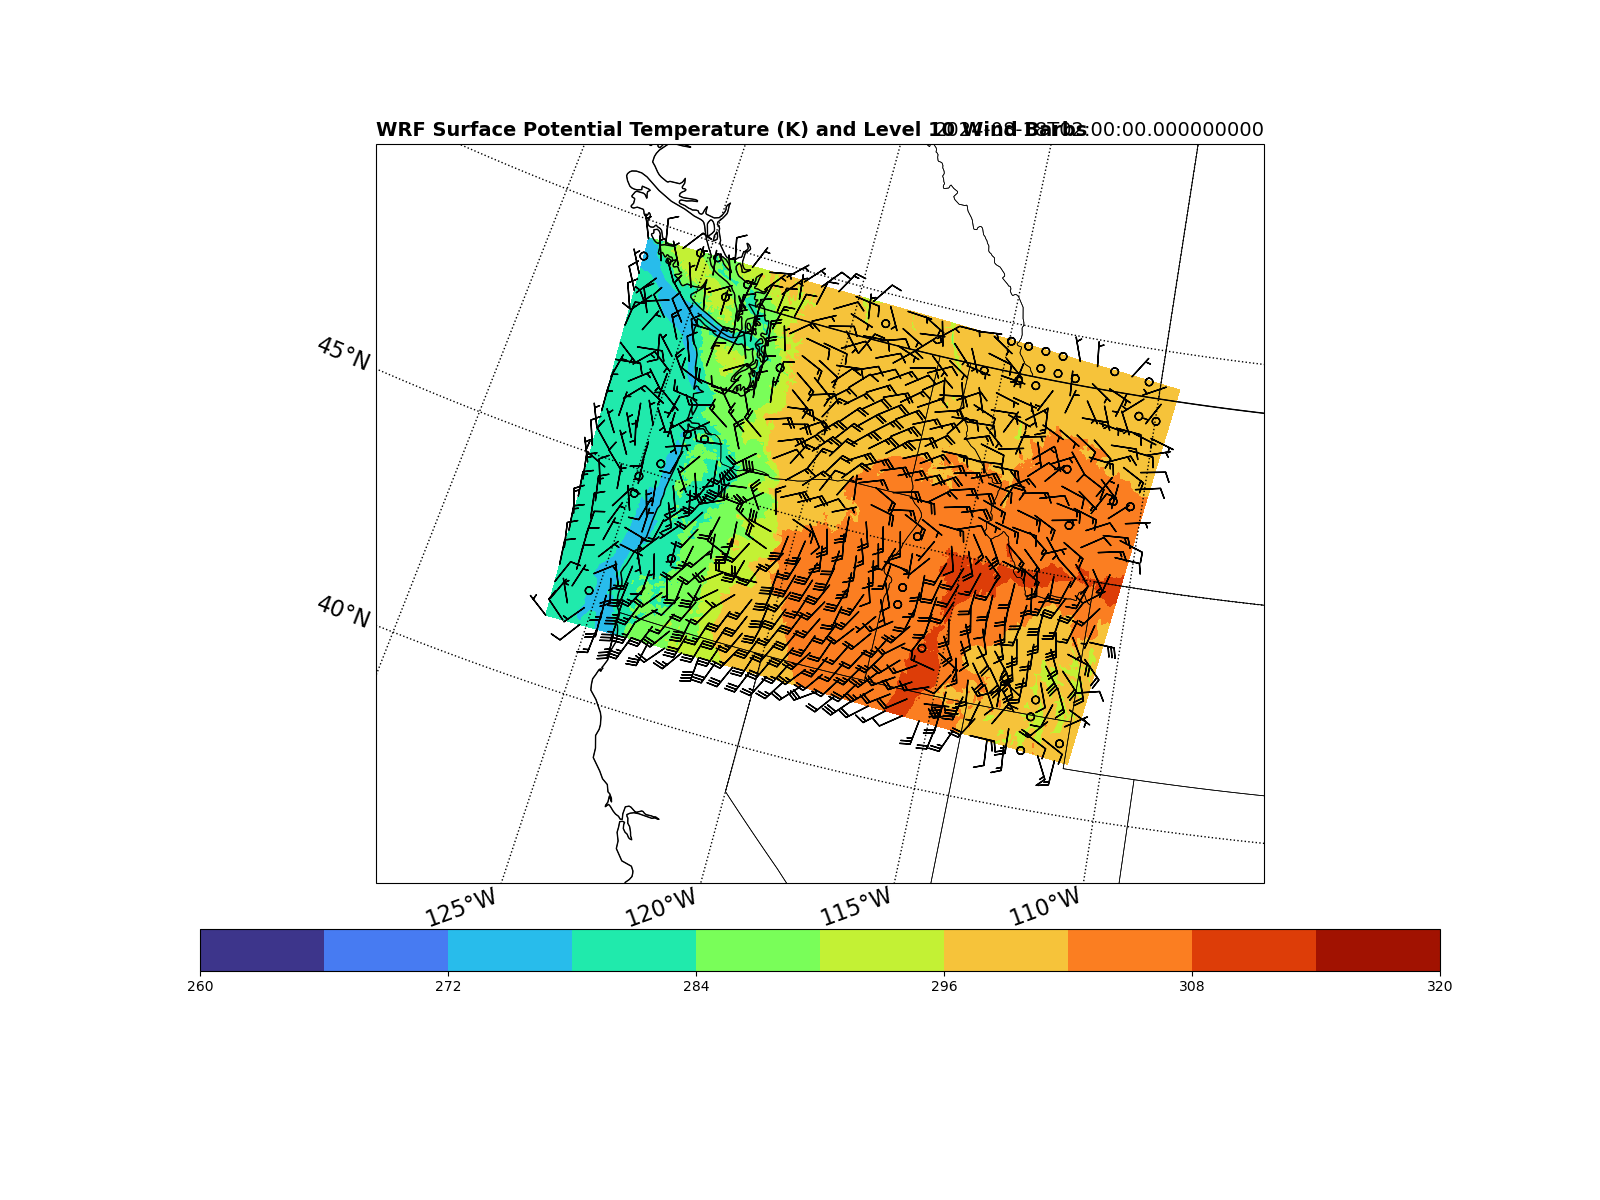 WRF Surface Potential Temperature (K) and Level 10 Wind Barbs
45°N
40°N
125°W 120°W 115°W 110°W
260 272 284 296 308 320